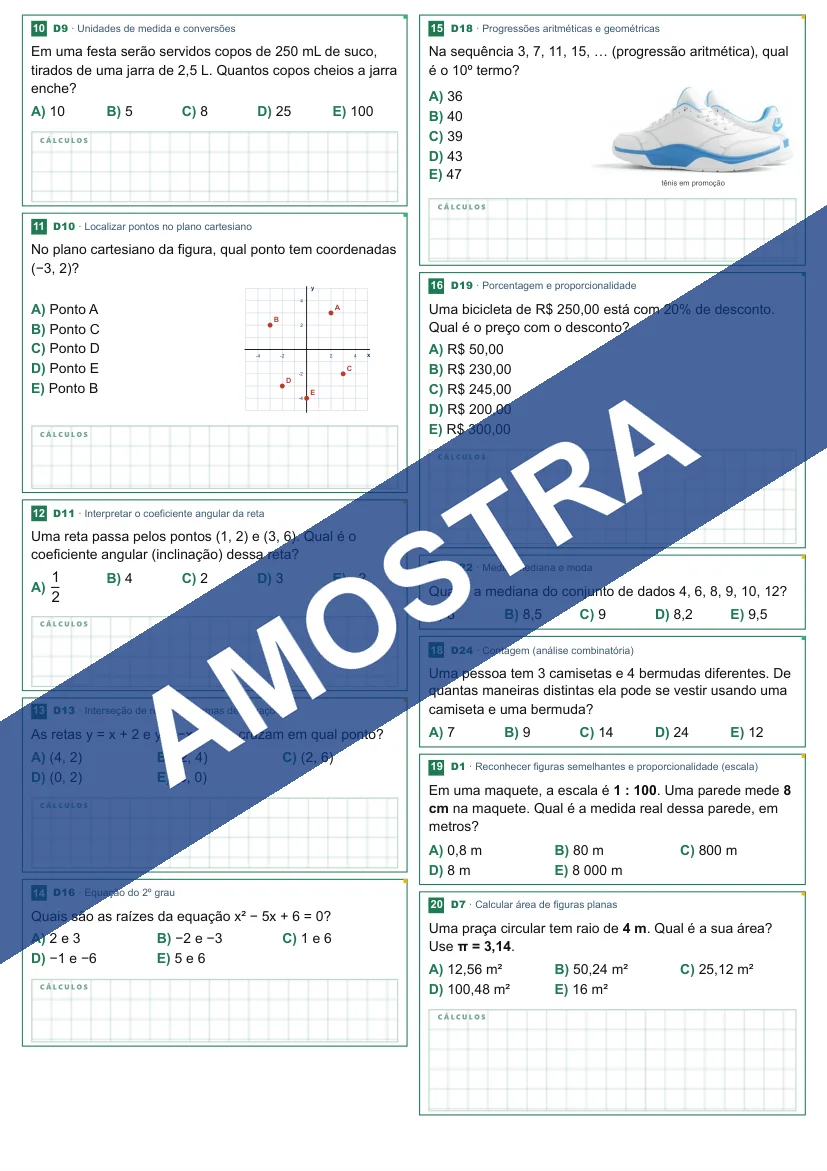 10 D9 · Unidades de medida e conversões
Em uma festa serão servidos copos de 250 mL de suco,
tirados de uma jarra de 2,5 L. Quantos copos cheios a jarra
enche?
A) 10 B) 5 C) 8 D) 25 E) 100
CÁLCULOS
11 D10 · Localizar pontos no plano cartesiano
No plano cartesiano da figura, qual ponto tem coordenadas
(−3, 2)?
A) Ponto A
B) Ponto C
C) Ponto D
D) Ponto E
E) Ponto B
y
4
A
B
2
-4 -2 2 4 x
C
-2
D
E
-4
CÁLCULOS
12 D11 · Interpretar o coeficiente angular da reta
Uma reta passa pelos pontos (1, 2) e (3, 6). Qual é o
coeficiente angular (inclinação) dessa reta?
A) 1/2 B) 4 C) 2 D) 3
CÁLCULOS
13 D13 · Interseção de
As retas y = x + 2 e cruzam em qual ponto?
A) (4, 2) C) (2, 6)
D) (0, 2)
CÁLCULOS
14 D16 · Equação do 2º grau
Quais são as raízes da equação x² − 5x + 6 = 0?
A) 2 e 3 B) −2 e −3 C) 1 e 6
D) −1 e −6 E) 5 e 6
CÁLCULOS
15 D18 · Progressões aritméticas e geométricas
Na sequência 3, 7, 11, 15, … (progressão aritmética), qual
é o 10º termo?
A) 36
B) 40
C) 39
D) 43
E) 47
tênis em promoção
CÁLCULOS
16 D19 · Porcentagem e proporcionalidade
Uma bicicleta de R$ 250,00 está com 20% de desconto.
Qual é o preço com o desconto?
A) R$ 50,00
B) R$ 230,00
C) R$ 245,00
D) R$ 200,00
E) R$ 300,00
CÁLCULOS
mediana e moda
a mediana do conjunto de dados 4, 6, 8, 9, 10, 12?
B) 8,5 C) 9 D) 8,2 E) 9,5
18 D24 · Contagem (análise combinatória)
Uma pessoa tem 3 camisetas e 4 bermudas diferentes. De
quantas maneiras distintas ela pode se vestir usando uma
camiseta e uma bermuda?
A) 7 B) 9 C) 14 D) 24 E) 12
19 D1 · Reconhecer figuras semelhantes e proporcionalidade (escala)
Em uma maquete, a escala é 1 : 100. Uma parede mede 8
cm na maquete. Qual é a medida real dessa parede, em
metros?
A) 0,8 m B) 80 m C) 800 m
D) 8 m E) 8 000 m
20 D7 · Calcular área de figuras planas
Uma praça circular tem raio de 4 m. Qual é a sua área?
Use π = 3,14.
A) 12,56 m² B) 50,24 m² C) 25,12 m²
D) 100,48 m² E) 16 m²
CÁLCULOS
AMOSTRA